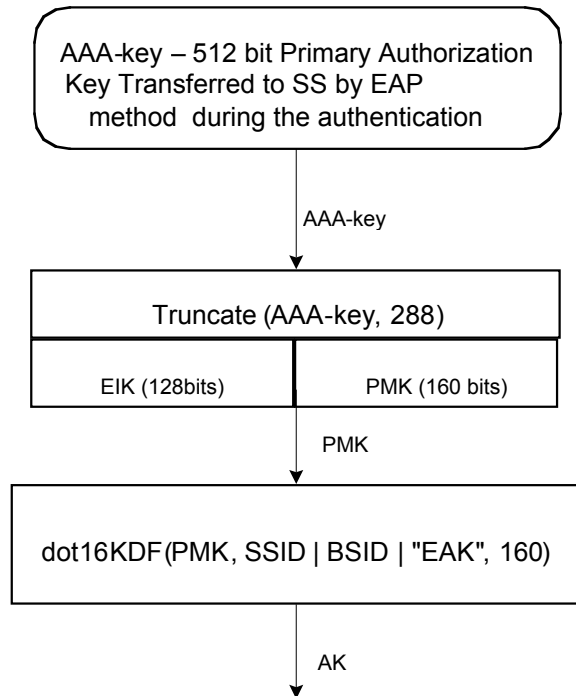 AAA-key – 512 bit Primary Authorization
Key Transferred to SS by EAP
method during the authentication
AAA-key
Truncate (AAA-key, 288)
EIK (128bits)
PMK (160 bits)
PMK
dot16KDF(PMK, SSID | BSID | "EAK", 160)
AK